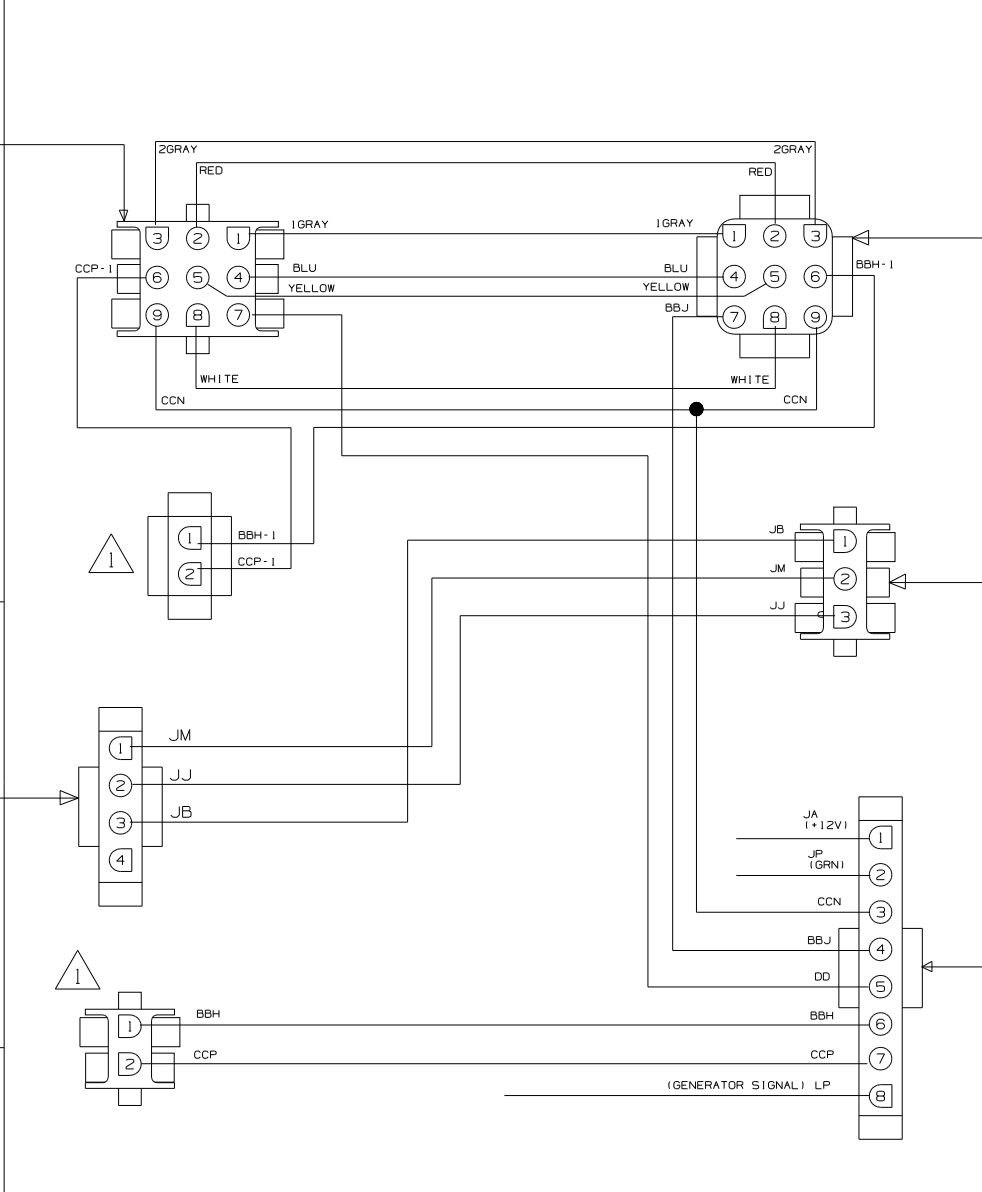 2GRAY 2GRAY
RED RED
1GRAY 1GRAY
3 2 1 1 2 3
CCP-1 BLU BLU BBH-1
6 5 4 4 5 6
YELLOW YELLOW
BBJ
9 8 7 7 8 9
WHITE WHITE
CCN CCN
1 BBH-1
1
2 CCP-1
JB 1
JM 2
JJ 3
1 JM
2 JJ
3 JB
4
JA
(+12V) 1
JP
(GRN) 2
CCN 3
BBJ 4
1
DD 5
1 BBH BBH 6
2 CCP CCP 7
(GENERATOR SIGNAL) LP 8